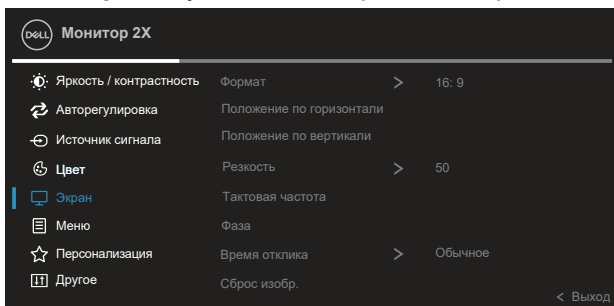 DELL Монитор 2X
Яркость / контрастность Формат > 16: 9
Авторегулировка Положение по горизонтали
Источник сигнала Положение по вертикали
Цвет Резкость > 50
Экран Тактовая частота
Меню Фаза
Персонализация Время отклика > Обычное
Другое Сброс изобр.
< Выход